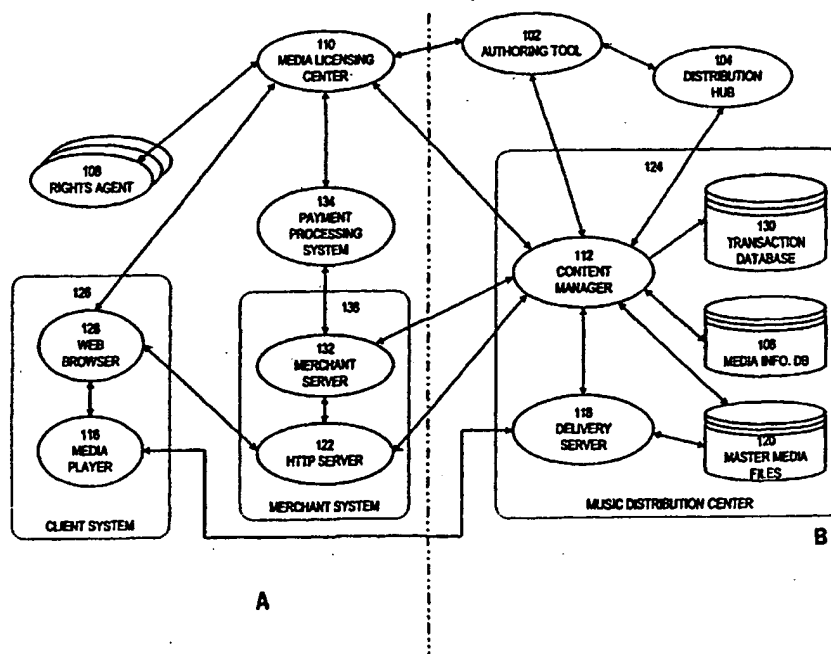 110
MEDIA LICENSING
CENTER
102
AUTHORING TOOL
104
DISTRIBUTION
HUB
108
RIGHTS AGENT
134
PAYMENT
PROCESSING
SYSTEM
124
130
TRANSACTION
DATABASE
112
CONTENT
MANAGER
126
128
WEB
BROWSER
136
132
MERCHANT
SERVER
106
MEDIA INFO. DB
116
MEDIA
PLAYER
122
HTTP SERVER
118
DELIVERY
SERVER
120
MASTER MEDIA
FILES
CLIENT SYSTEM
MERCHANT SYSTEM
MUSIC DISTRIBUTION CENTER
B
A